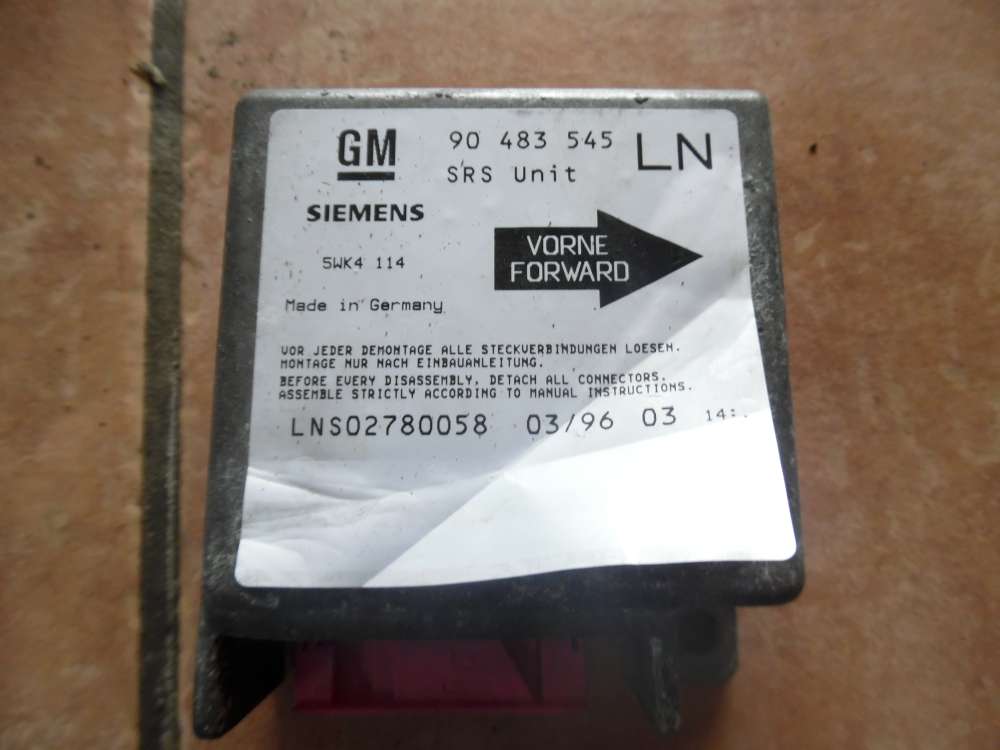 GM 90 483 545 LN
SRS Unit
SIEMENS
VORNE
FORWARD
5WK4 114
Made in Germany
VOR JEDER DEMONTAGE ALLE STECKVERBINDUNGEN LOESEN.
MONTAGE NUR NACH EINBAUANLEITUNG.
BEFORE EVERY DISASSEMBLY, DETACH ALL CONNECTORS.
ASSEMBLE STRICTLY ACCORDING TO MANUAL INSTRUCTIONS.
LNS02780058 03/96 03